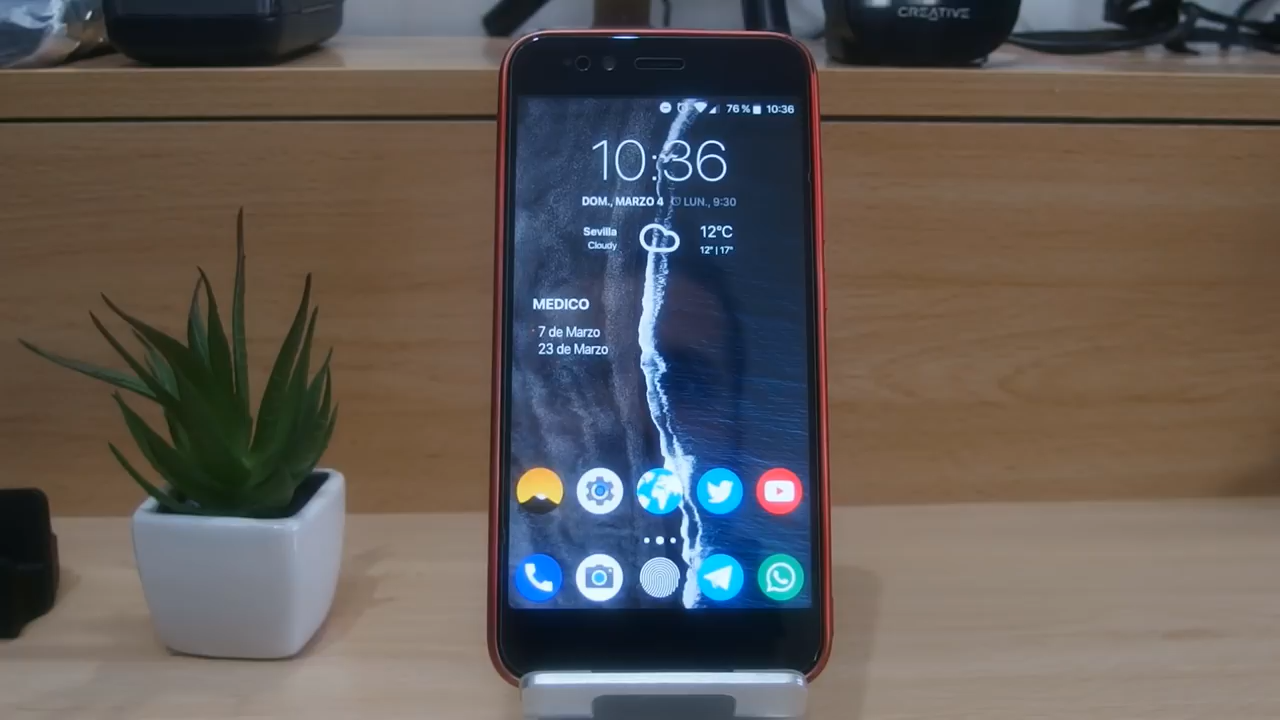 CREATIVE
76 % 10:36
10:36
DOM., MARZO 4 LUN., 9:30
Sevilla
Cloudy
12°C
12° | 17°
MEDICO
7 de Marzo
23 de Marzo